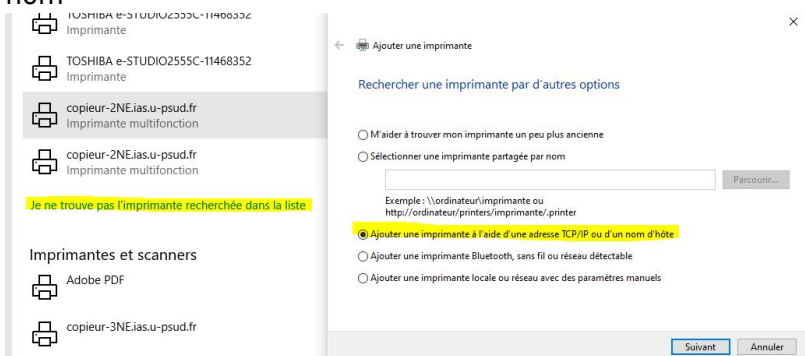 nom
TOSHIBA e-STUDIO2555C-11468352
Imprimante
TOSHIBA e-STUDIO2555C-11468352
Imprimante
copieur-2NE.ias.u-psud.fr
Imprimante multifonction
copieur-2NE.ias.u-psud.fr
Imprimante multifonction
Je ne trouve pas l'imprimante recherchée dans la liste
Imprimantes et scanners
Adobe PDF
copieur-3NE.ias.u-psud.fr
Ajouter une imprimante
Rechercher une imprimante par d'autres options
M'aider à trouver mon imprimante un peu plus ancienne
Sélectionner une imprimante partagée par nom
Parcourir...
Exemple : \\ordinateur\imprimante ou
http://ordinateur/printers/imprimante/.printer
Ajouter une imprimante à l'aide d'une adresse TCP/IP ou d'un nom d'hôte
Ajouter une imprimante Bluetooth, sans fil ou réseau détectable
Ajouter une imprimante locale ou réseau avec des paramètres manuels
Suivant
Annuler